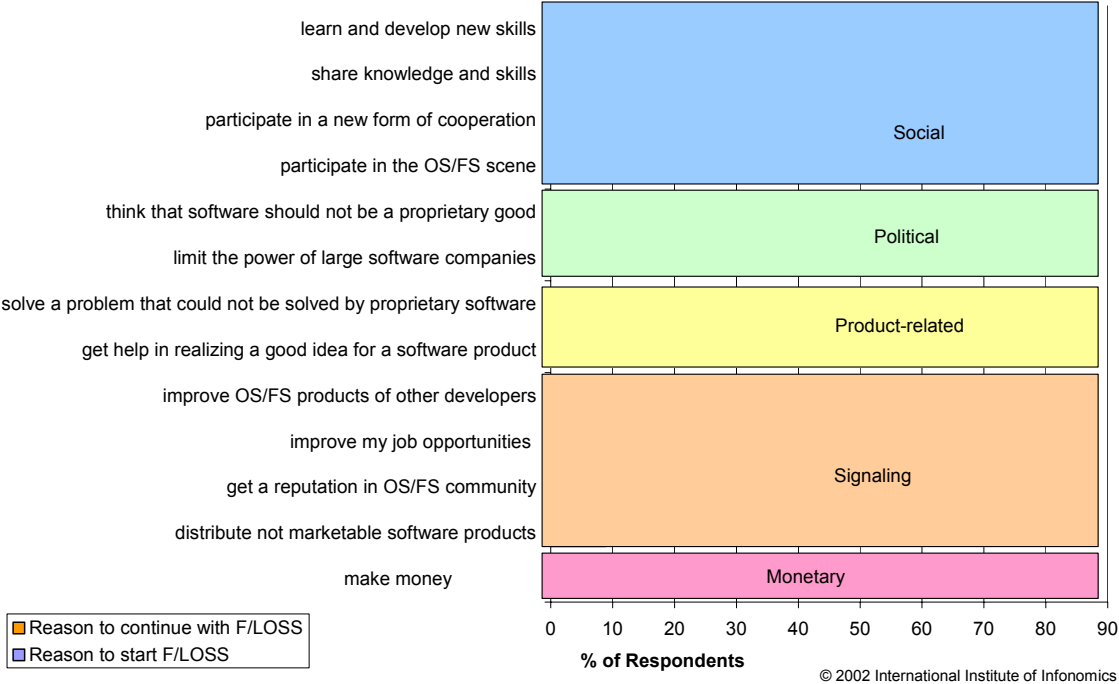 learn and develop new skills
share knowledge and skills
participate in a new form of cooperation
Social
participate in the OS/FS scene
think that software should not be a proprietary good
Political
limit the power of large software companies
solve a problem that could not be solved by proprietary software
Product-related
get help in realizing a good idea for a software product
improve OS/FS products of other developers
improve my job opportunities
Signaling
get a reputation in OS/FS community
distribute not marketable software products
make money
Monetary
Reason to continue with F/LOSS
Reason to start F/LOSS
0 10 20 30 40 50 60 70 80 90
% of Respondents
© 2002 International Institute of Infonomics